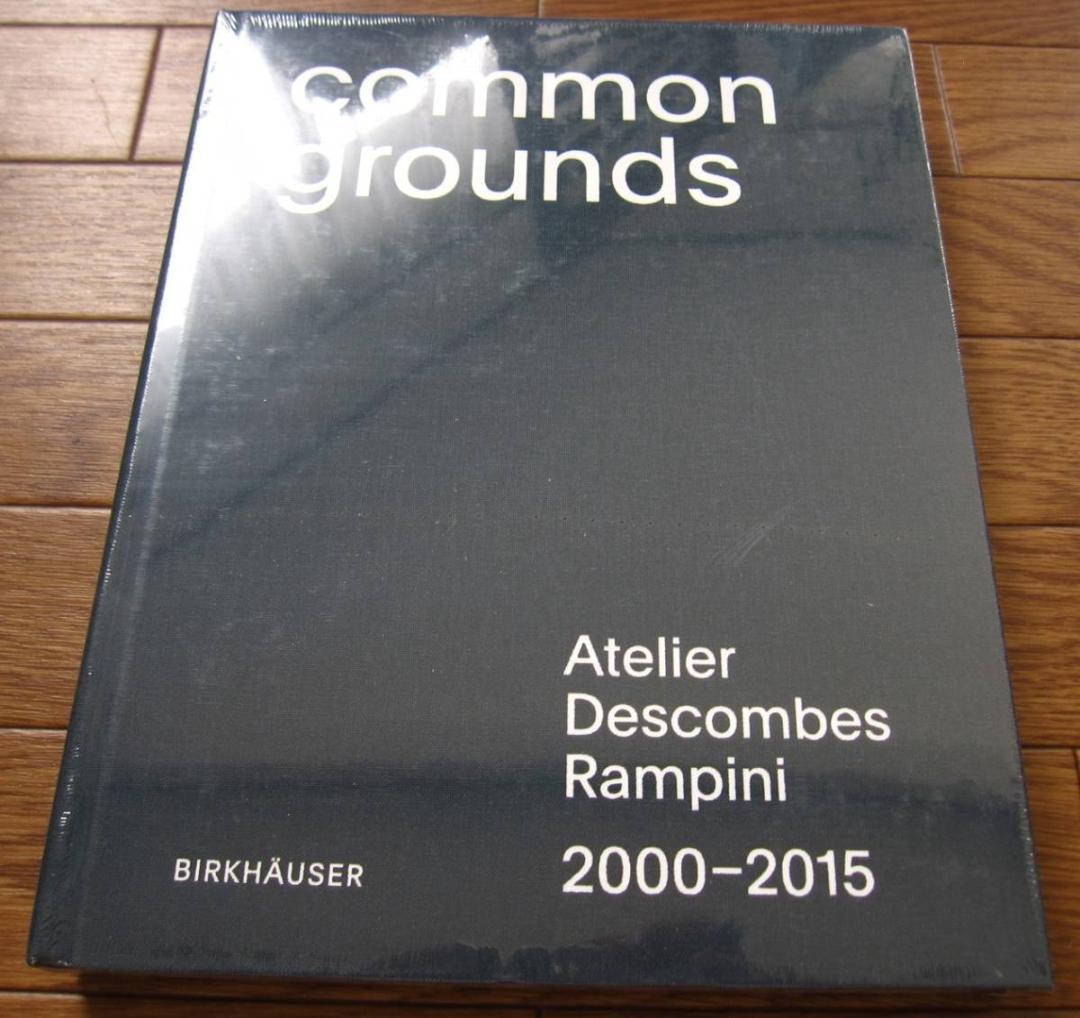 common
grounds
Atelier
Descombes
Rampini
2000–2015
BIRKHÄUSER